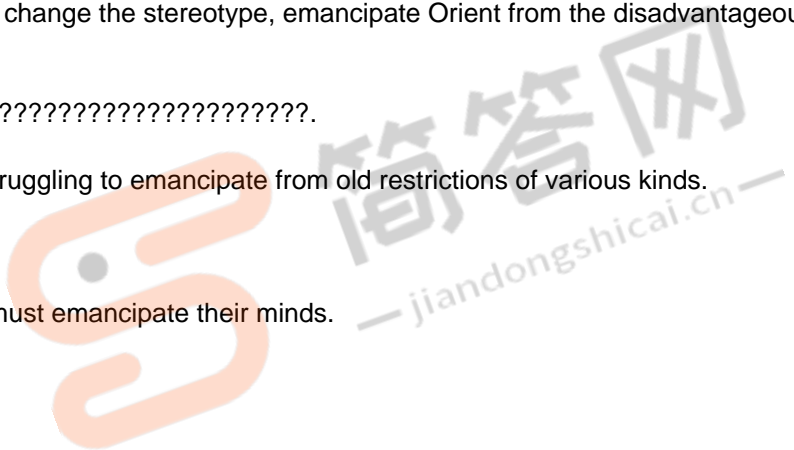 change the stereotype, emancipate Orient from the disadvantageou
?????????????????????.
ruggling to emancipate from old restrictions of various kinds.
must emancipate their minds.
简答网
jiandongshicai.cn